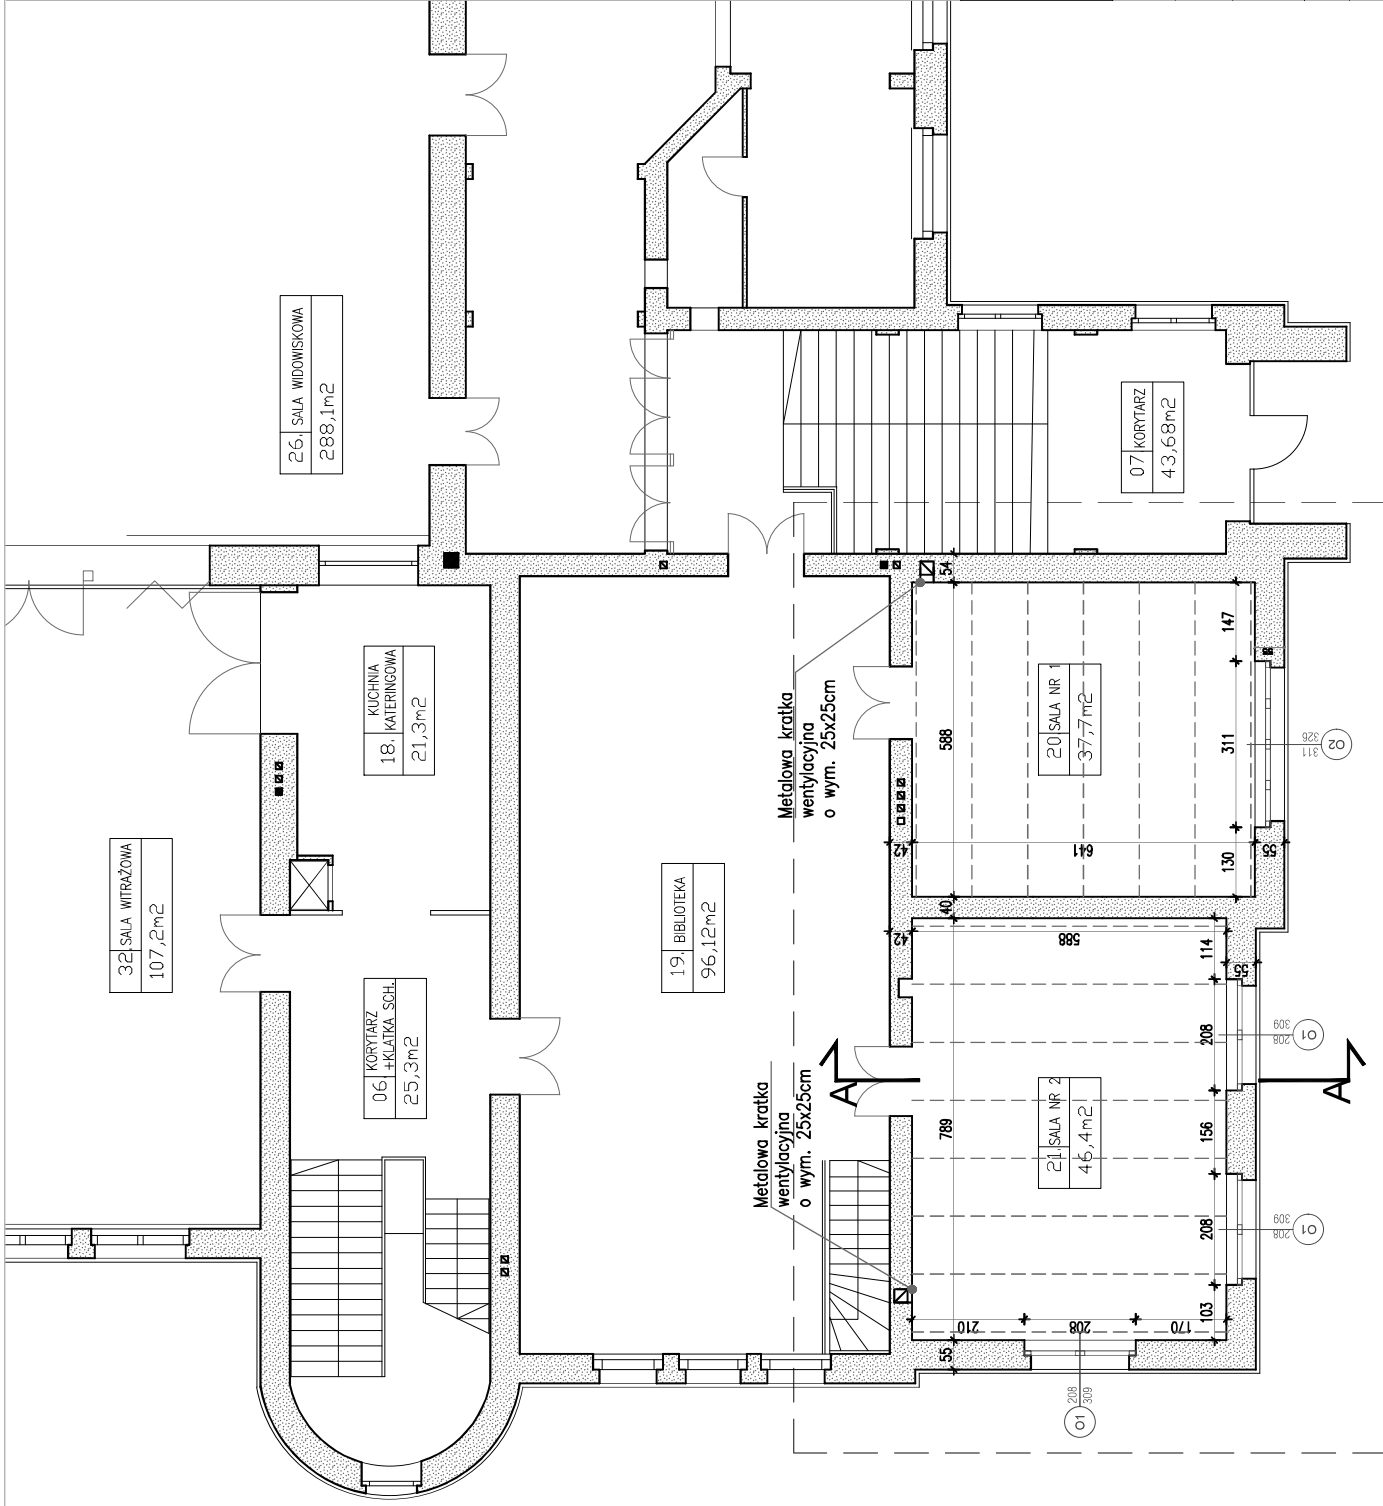 26. SALA WIDOWISKOWA
288,1m2
07. KORYTARZ
43,68m2
KUCHNIA
18. KATERINGOWA
21,3m2
32. SALA WITRAŻOWA
107,2m2
19. BIBLIOTEKA
96,12m2
KORYTARZ
06. +KLATKA SCH.
25,3m2
20 SALA NR 1
37,7m2
21. SALA NR 2
46,4m2
Metalowa kratka
wentylacyjna
o wym. 25x25cm
Metalowa kratka
wentylacyjna
o wym. 25x25cm
54
588
147
311
130
42
641
55
40
42
588
114
55
208
789
156
208
103
210
208
170
55
A
A
O2
311
326
O1
208
309
O1
208
309
O1
208
309